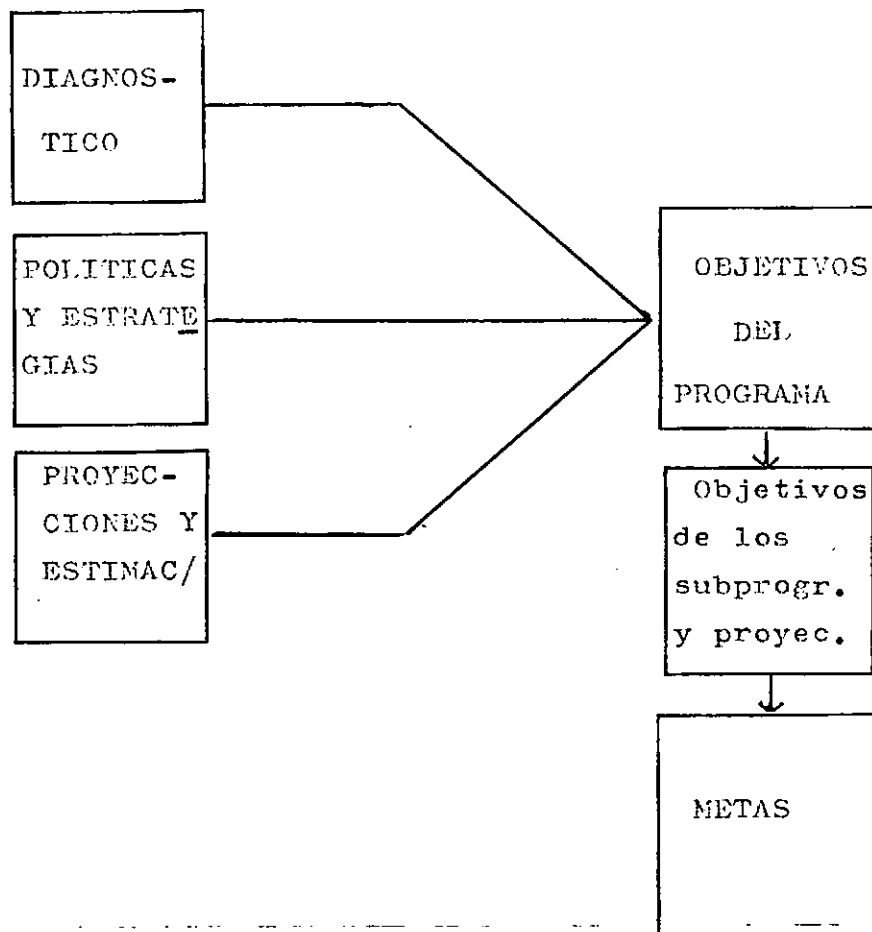 DIAGNOS-
TICO
POLITICAS
Y ESTRATE
GIAS
PROYEC-
CIONES Y
ESTIMAC/
OBJETIVOS
DEL
PROGRAMA
Objetivos
de los
subprogr.
y proyec.
METAS